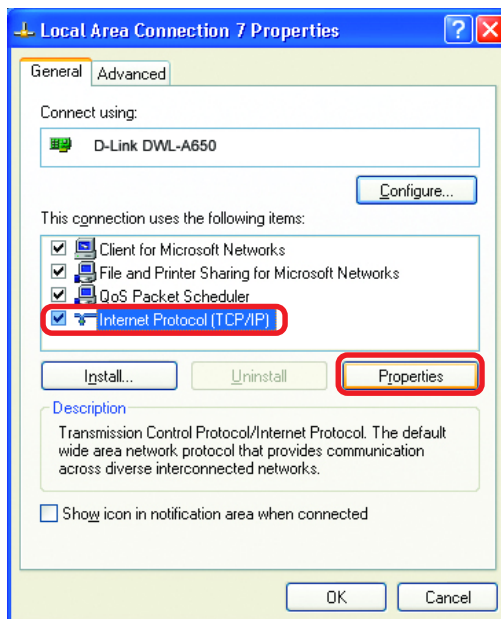 Local Area Connection 7 Properties
General Advanced
Connect using:
D-Link DWL-A650
Configure...
This connection uses the following items:
Client for Microsoft Networks
File and Printer Sharing for Microsoft Networks
QoS Packet Scheduler
Internet Protocol (TCP/IP)
Install... Uninstall Properties
Description
Transmission Control Protocol/Internet Protocol. The default
wide area network protocol that provides communication
across diverse interconnected networks.
Show icon in notification area when connected
OK Cancel